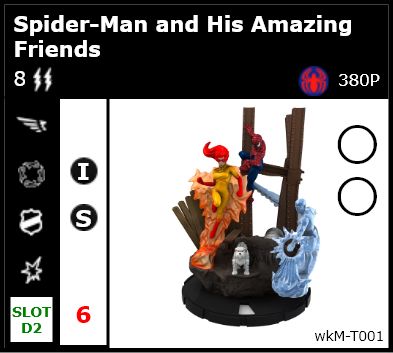 Spider-Man and His Amazing
Friends
8
380P
I
S
SLOT
D2
6
wkM-T001